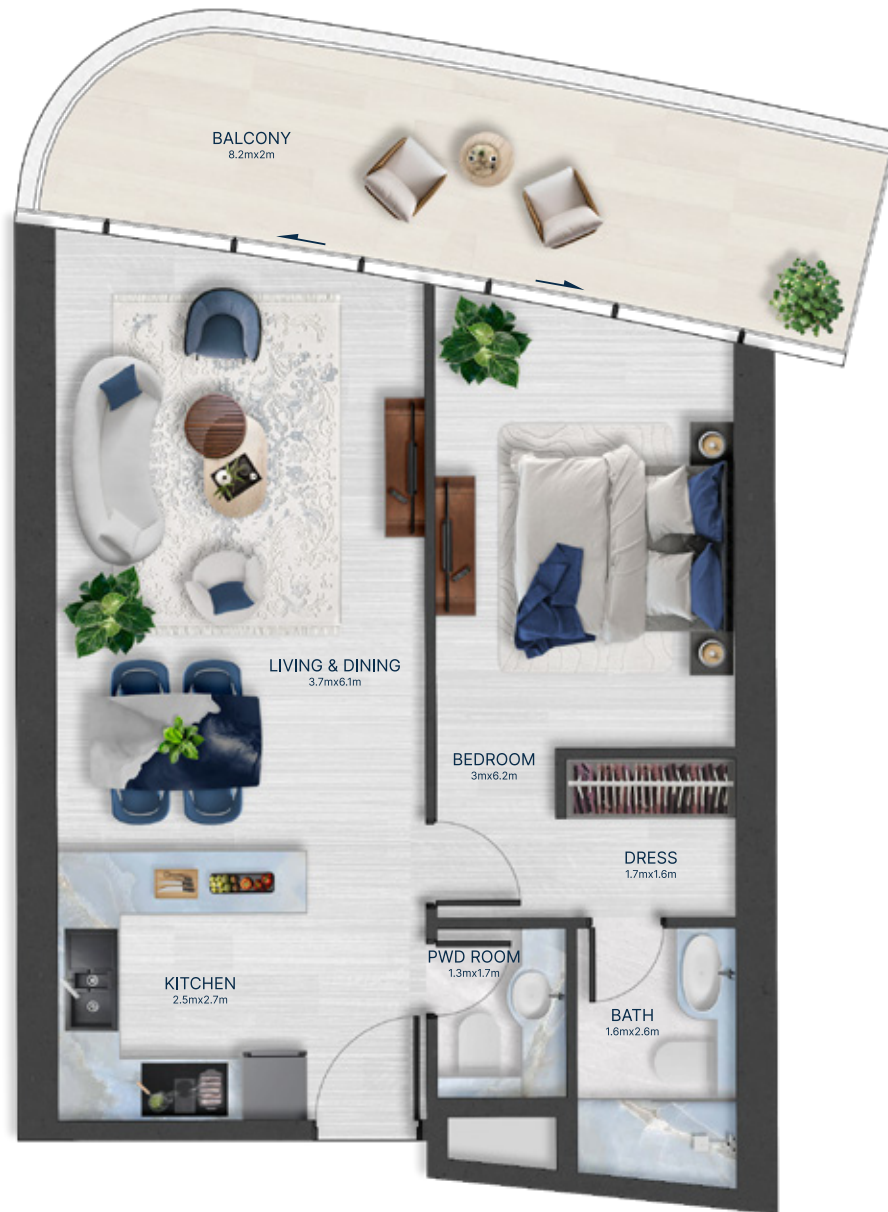 BALCONY
8.2mx2m
LIVING & DINING
3.7mx6.1m
BEDROOM
3mx6.2m
DRESS
1.7mx1.6m
PWD ROOM
1.3mx1.7m
KITCHEN
2.5mx2.7m
BATH
1.6mx2.6m